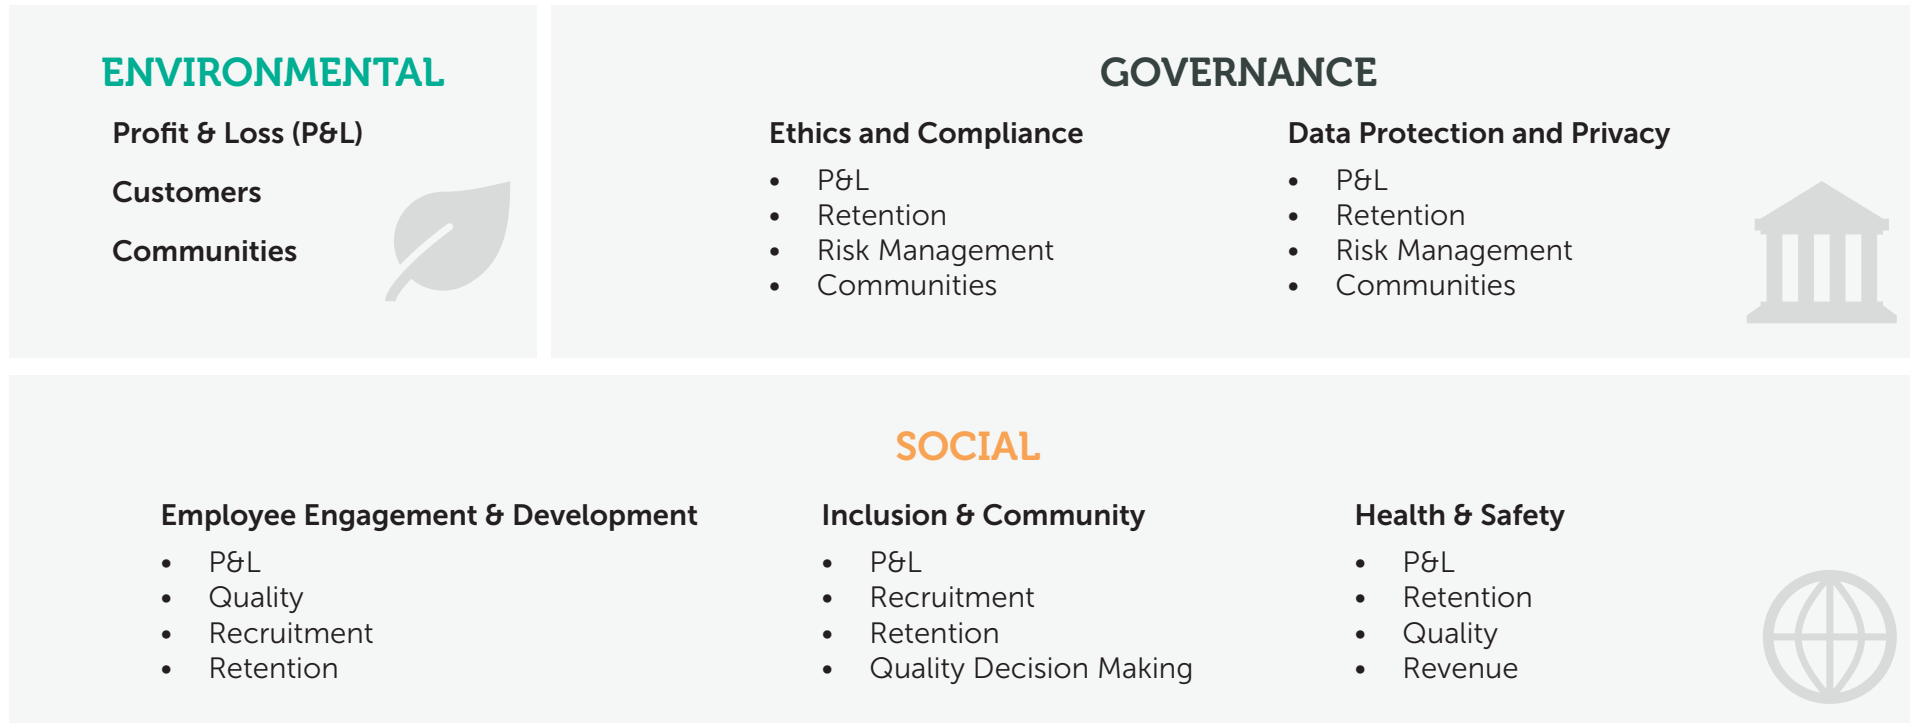 ENVIRONMENTAL
Profit & Loss (P&L)
Customers
Communities
GOVERNANCE
Ethics and Compliance
• P&L
• Retention
• Risk Management
• Communities
Data Protection and Privacy
• P&L
• Retention
• Risk Management
• Communities
SOCIAL
Employee Engagement & Development
• P&L
• Quality
• Recruitment
• Retention
Inclusion & Community
• P&L
• Recruitment
• Retention
• Quality Decision Making
Health & Safety
• P&L
• Retention
• Quality
• Revenue